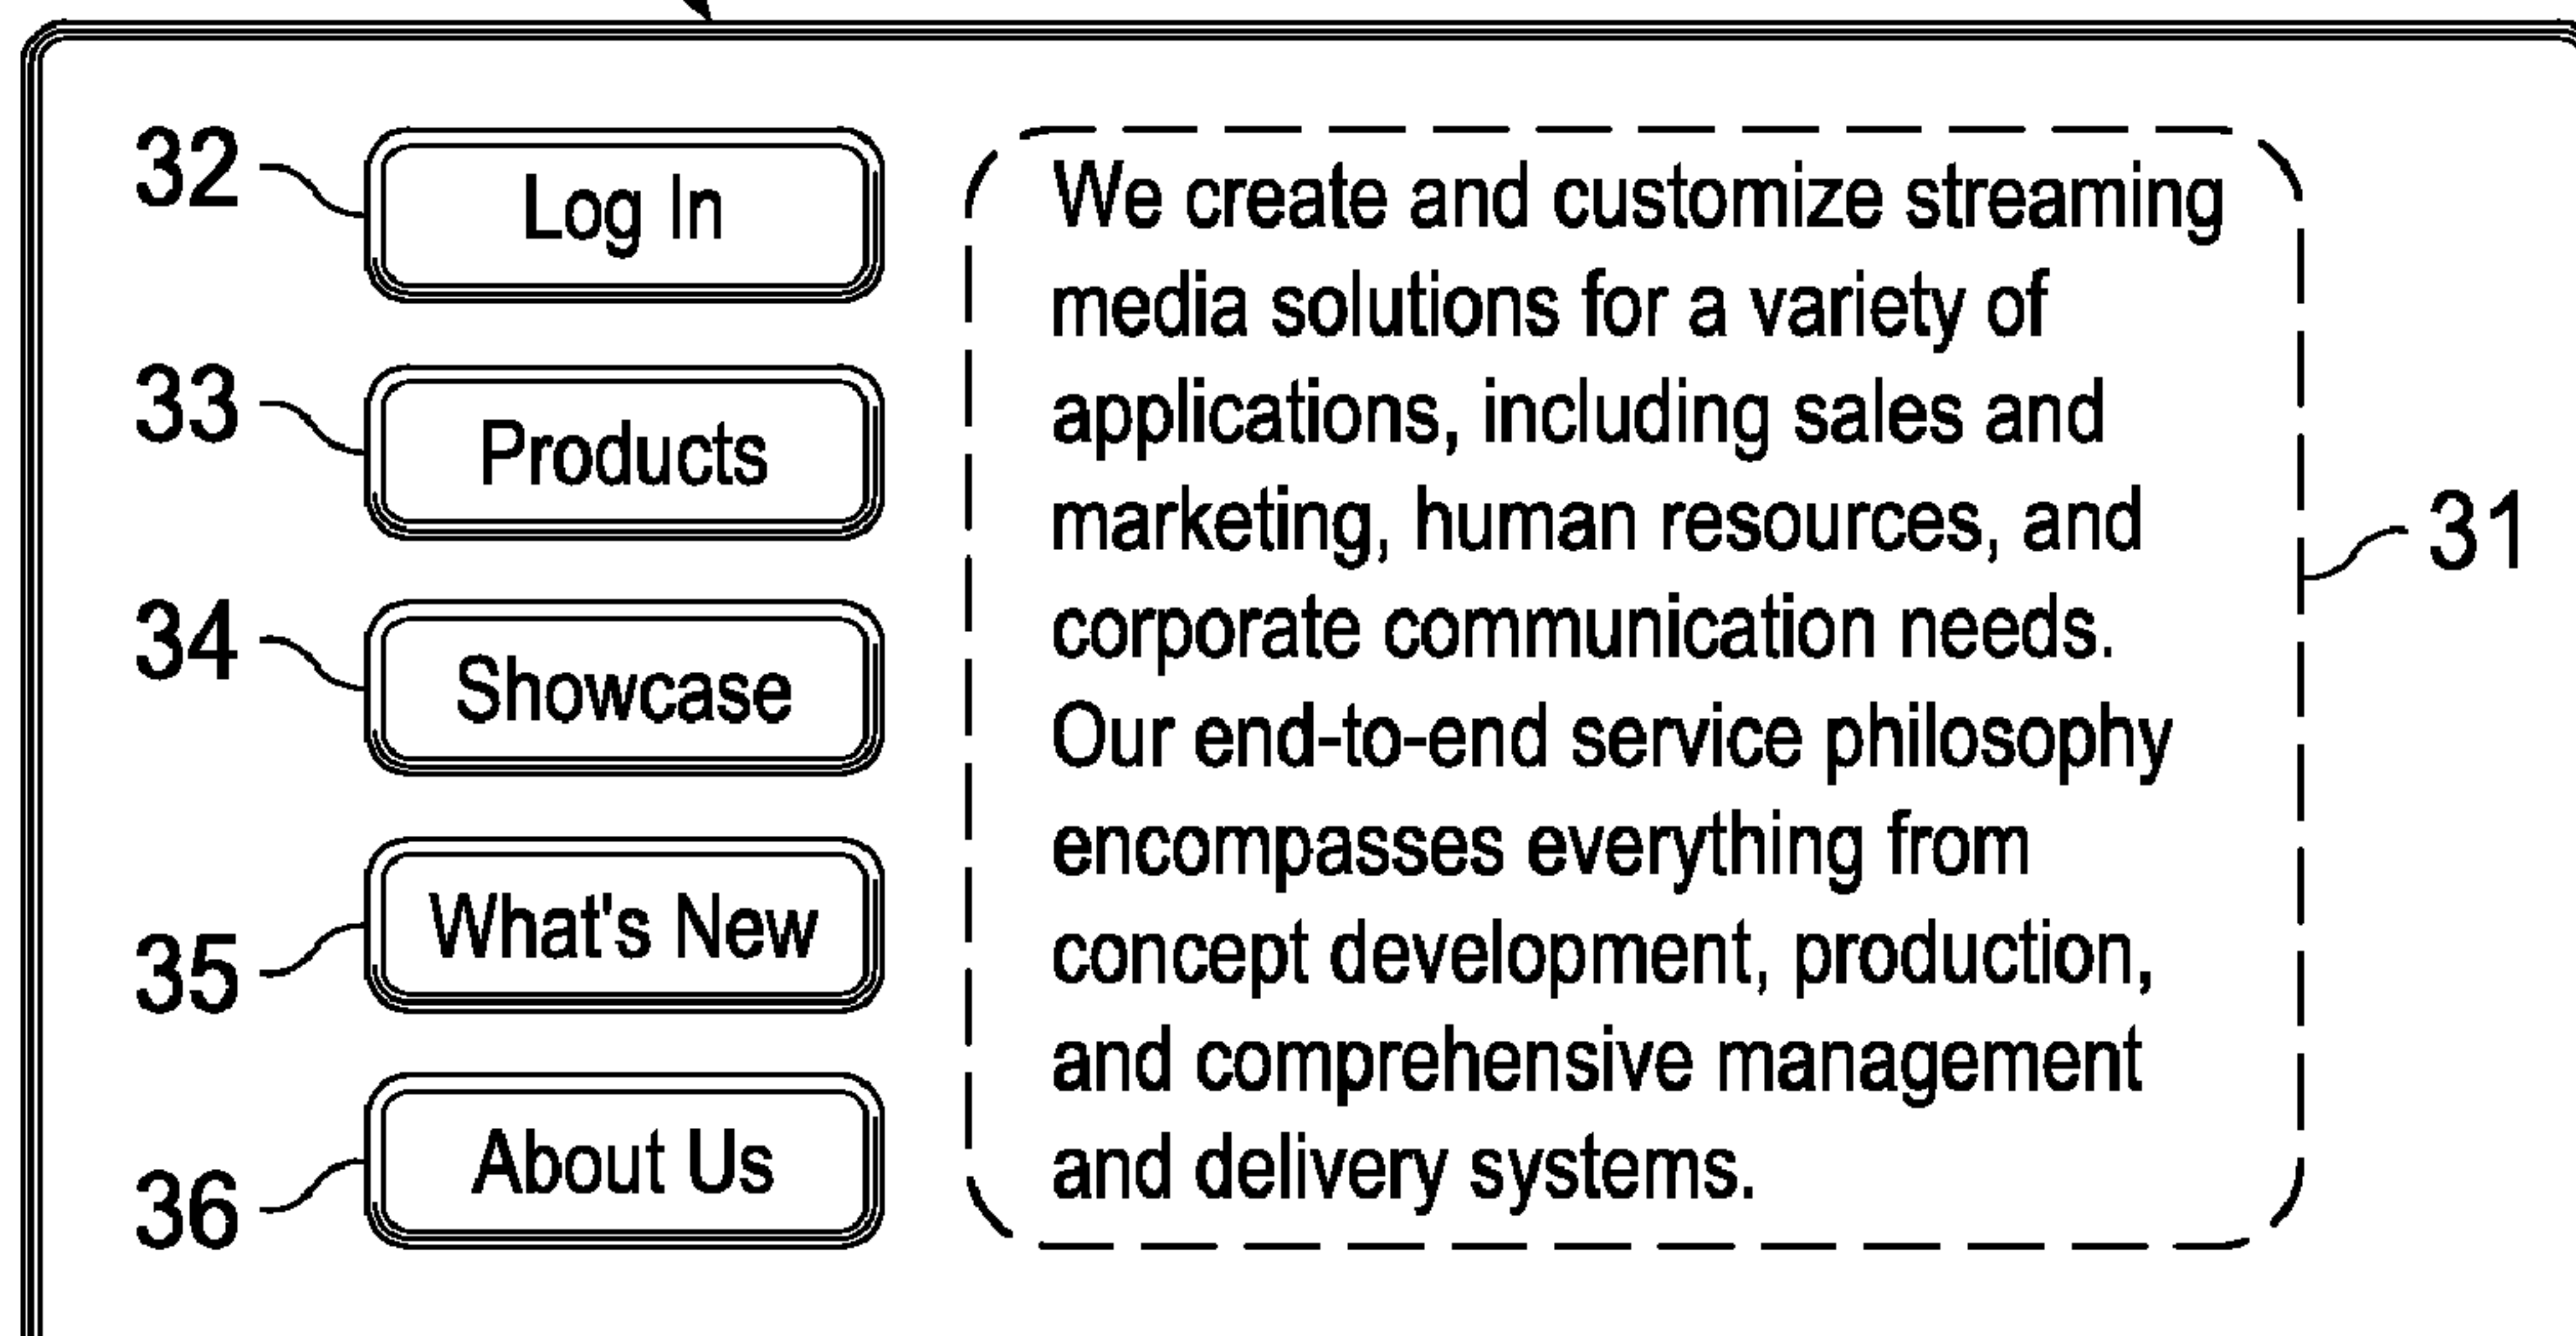 32
Log In
33
Products
34
Showcase
35
What's New
36
About Us
We create and customize streaming
media solutions for a variety of
applications, including sales and
marketing, human resources, and
corporate communication needs.
Our end-to-end service philosophy
encompasses everything from
concept development, production,
and comprehensive management
and delivery systems.
31